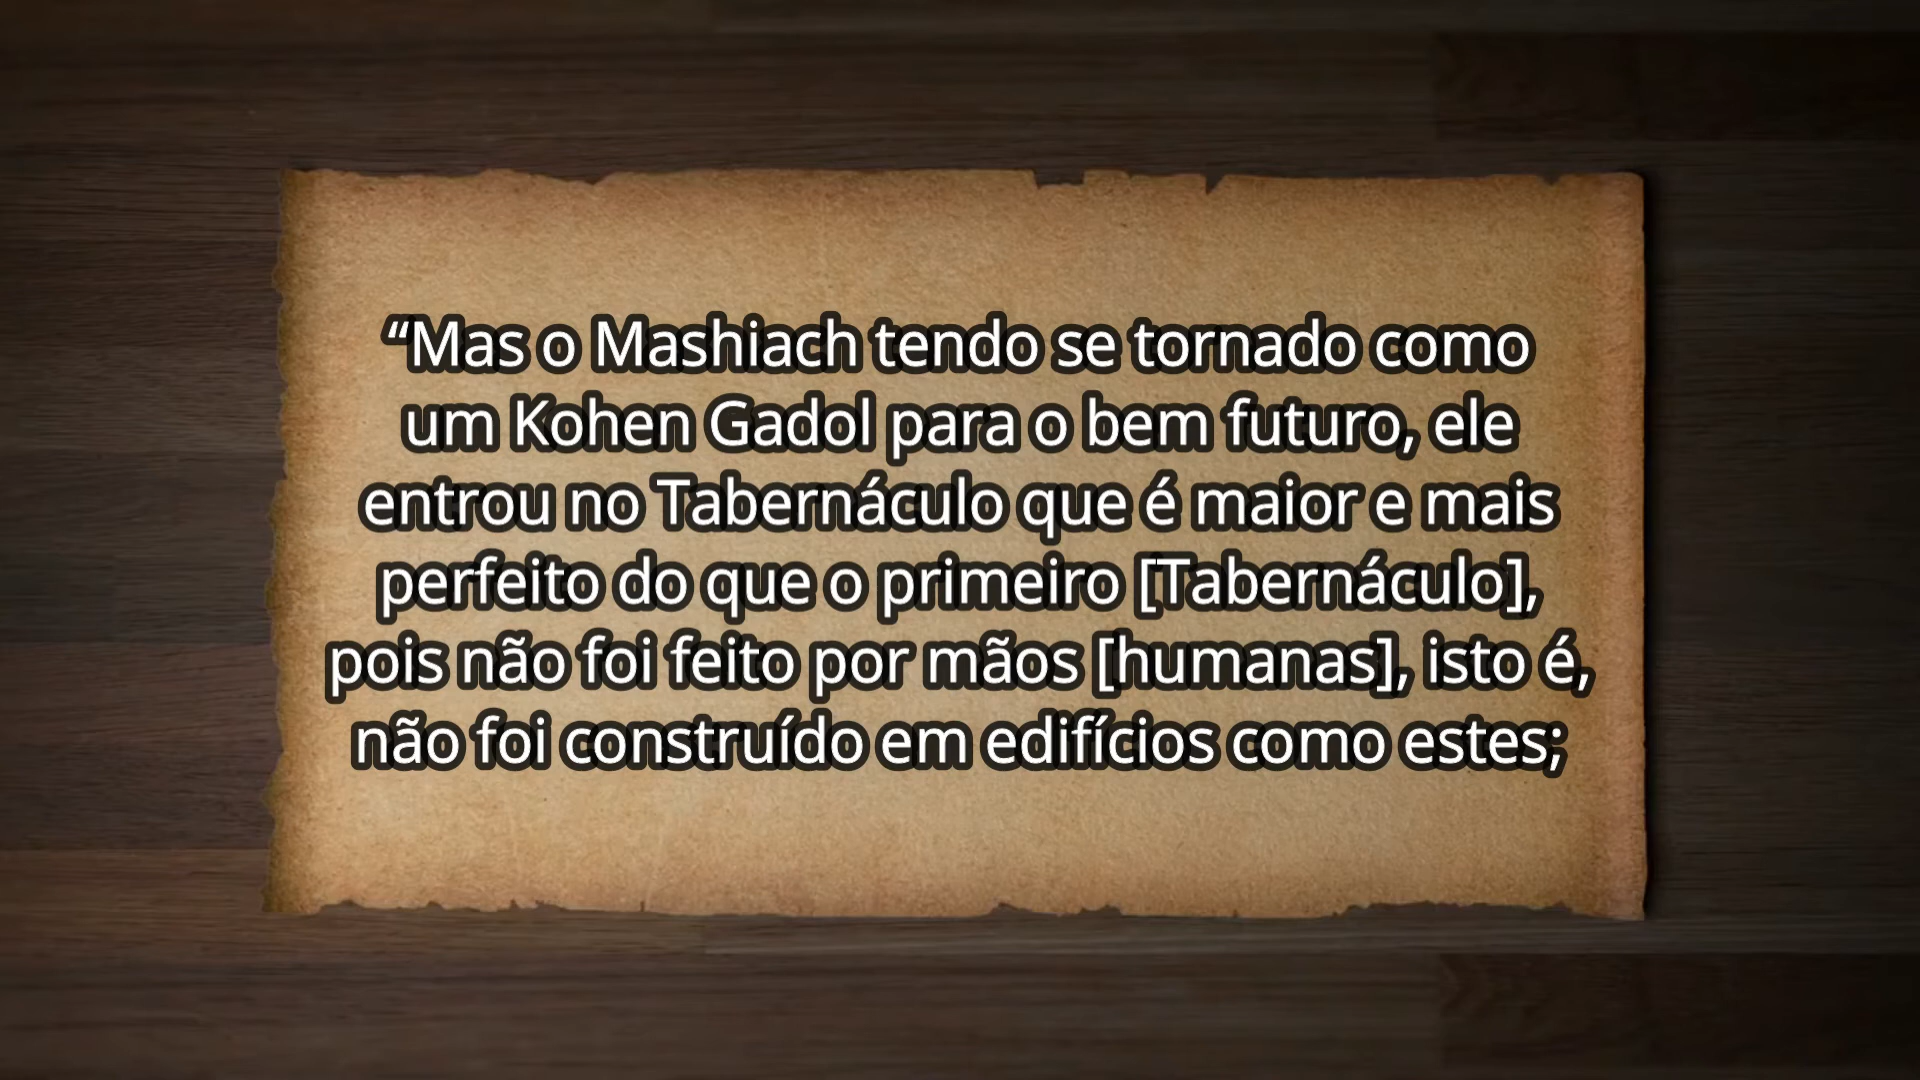 “Mas o Mashiach tendo se tornado como
um Kohen Gadol para o bem futuro, ele
entrou no Tabernáculo que é maior e mais
perfeito do que o primeiro [Tabernáculo],
pois não foi feito por mãos [humanas], isto é,
não foi construído em edifícios como estes;